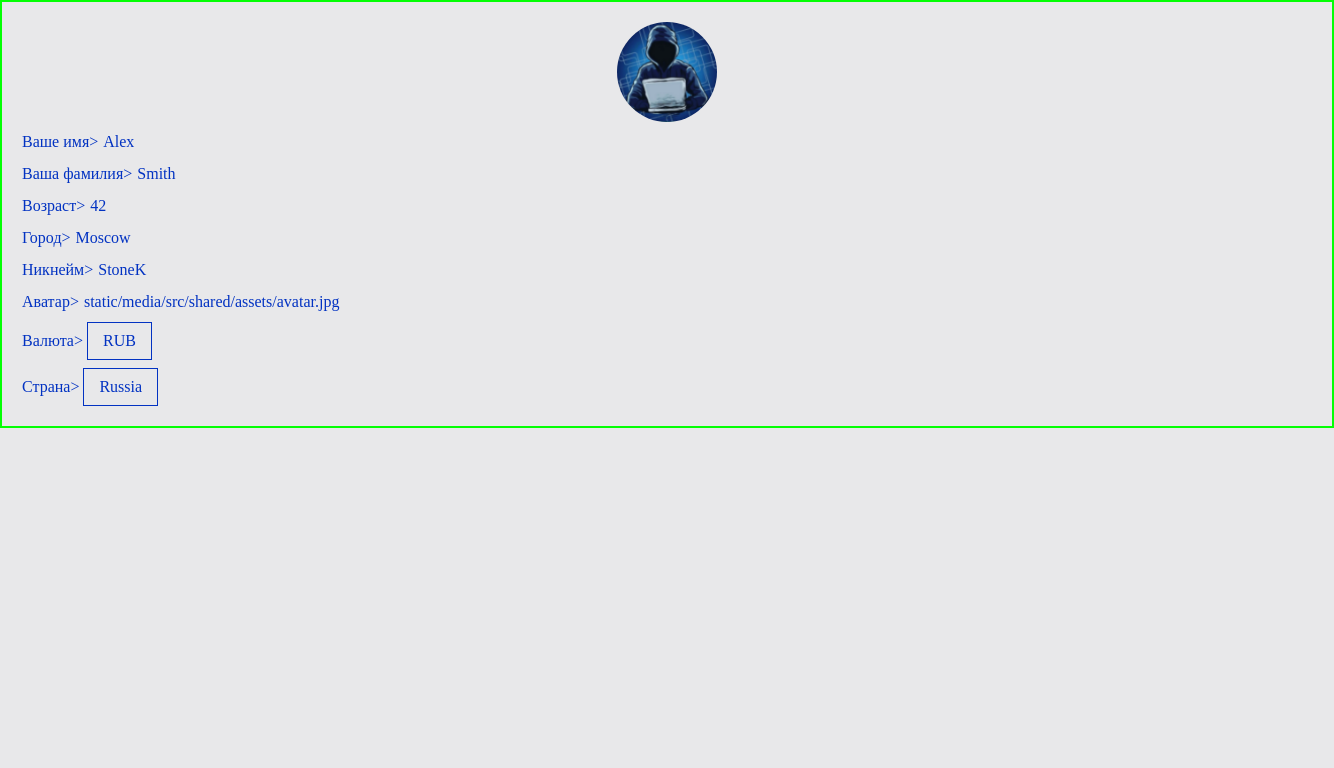 Ваше имя> Alex
Ваша фамилия> Smith
Возраст> 42
Город> Moscow
Никнейм> StoneK
Аватар> static/media/src/shared/assets/avatar.jpg
Валюта> RUB
Страна> Russia